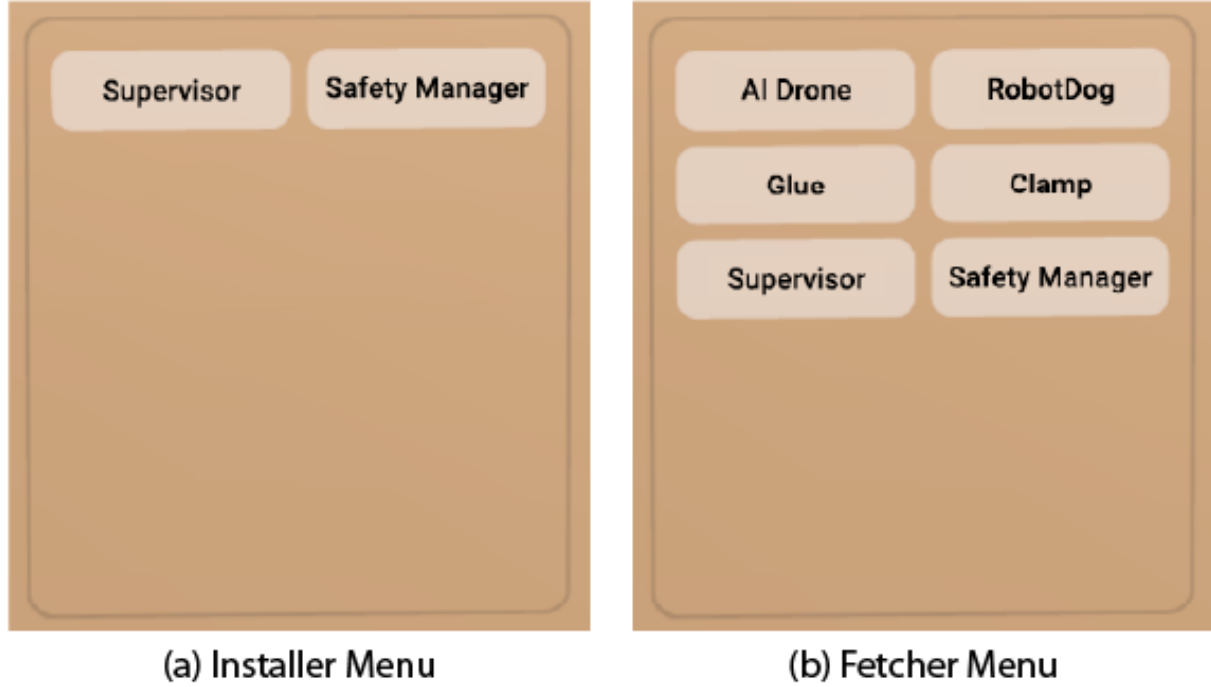 Supervisor
Safety Manager
(a) Installer Menu
AI Drone
RobotDog
Glue
Clamp
Supervisor
Safety Manager
(b) Fetcher Menu